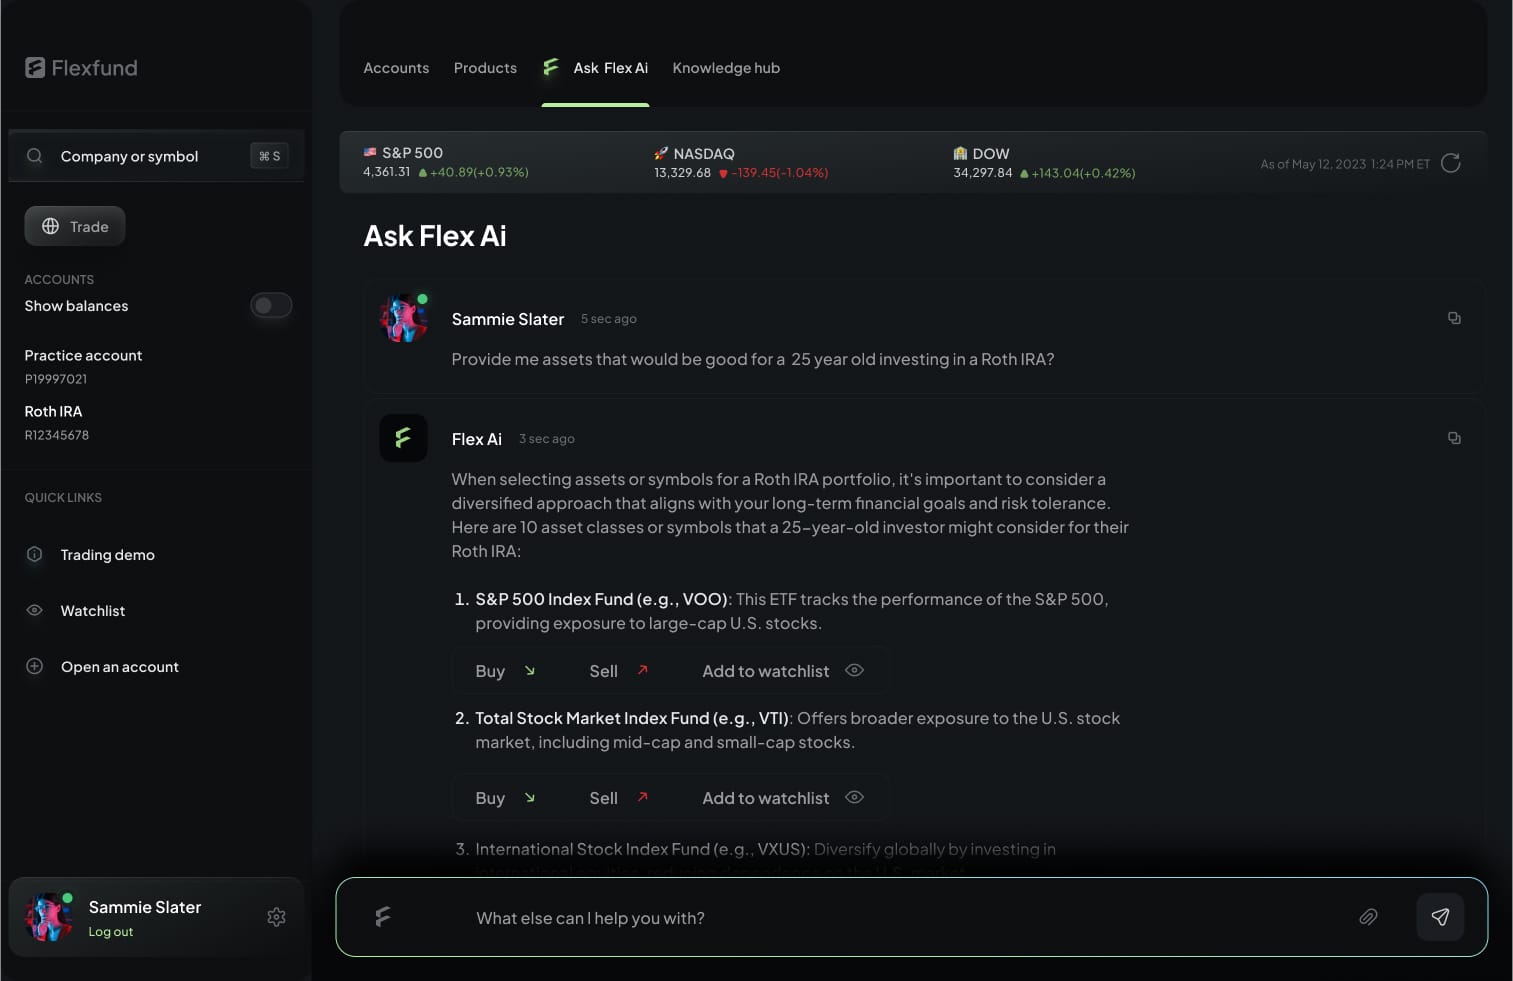 Flexfund
Company or symbol
⌘ S
Trade
ACCOUNTS
Show balances
Practice account
P19997021
Roth IRA
R12345678
QUICK LINKS
Trading demo
Watchlist
Open an account
Sammie Slater
Log out
Accounts Products Ask Flex Ai Knowledge hub
S&P 500
4,361.31 +40.89(+0.93%)
NASDAQ
13,329.68 -139.45(-1.04%)
DOW
34,297.84 +143.04(+0.42%)
As of May 12, 2023 1:24 PM ET
Ask Flex Ai
Sammie Slater 5 sec ago
Provide me assets that would be good for a 25 year old investing in a Roth IRA?
Flex Ai 3 sec ago
When selecting assets or symbols for a Roth IRA portfolio, it's important to consider a
diversified approach that aligns with your long-term financial goals and risk tolerance.
Here are 10 asset classes or symbols that a 25-year-old investor might consider for their
Roth IRA:
1. S&P 500 Index Fund (e.g., VOO): This ETF tracks the performance of the S&P 500,
providing exposure to large-cap U.S. stocks.
Buy Sell Add to watchlist
2. Total Stock Market Index Fund (e.g., VTI): Offers broader exposure to the U.S. stock
market, including mid-cap and small-cap stocks.
Buy Sell Add to watchlist
3. International Stock Index Fund (e.g., VXUS): Diversify globally by investing in
international equities, reducing dependence on the U.S. market.
What else can I help you with?